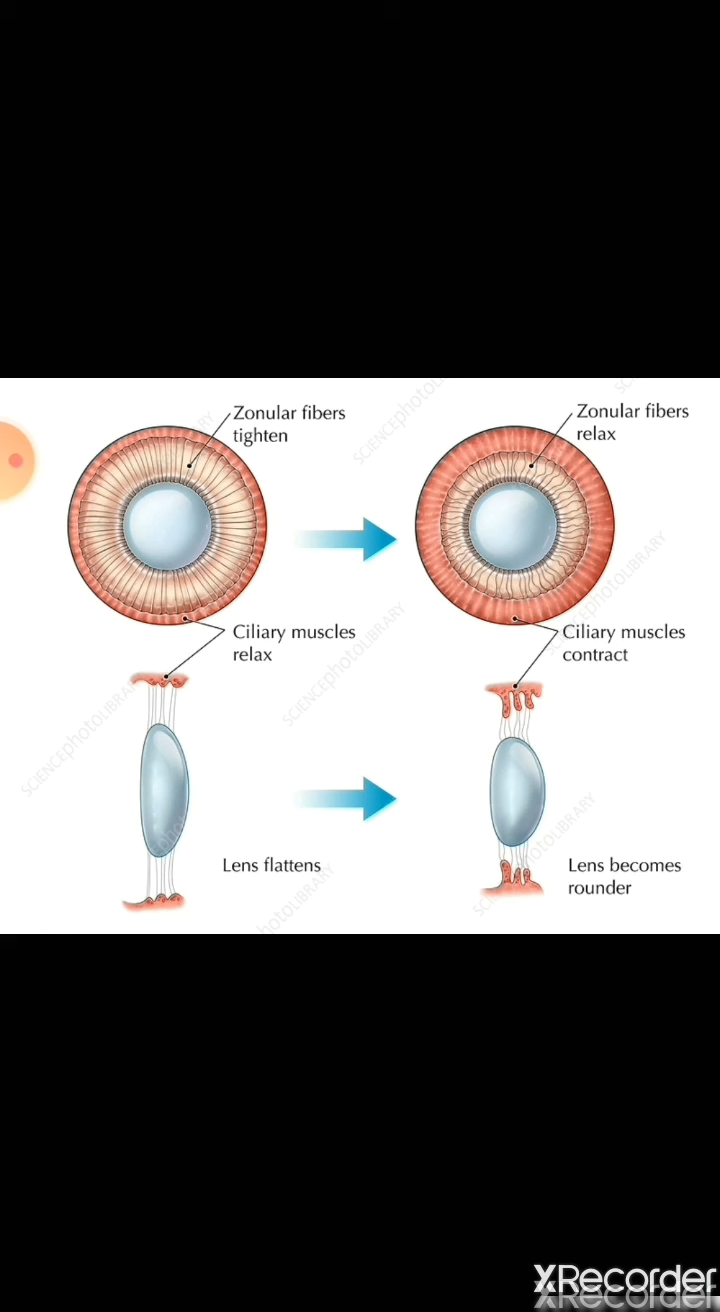 Zonular fibers
tighten
Zonular fibers
relax
Ciliary muscles
relax
Ciliary muscles
contract
Lens flattens
Lens becomes
rounder
SCIENCEphotoLIBRARY
SCIENCEphotoLIBRARY
XRecorder